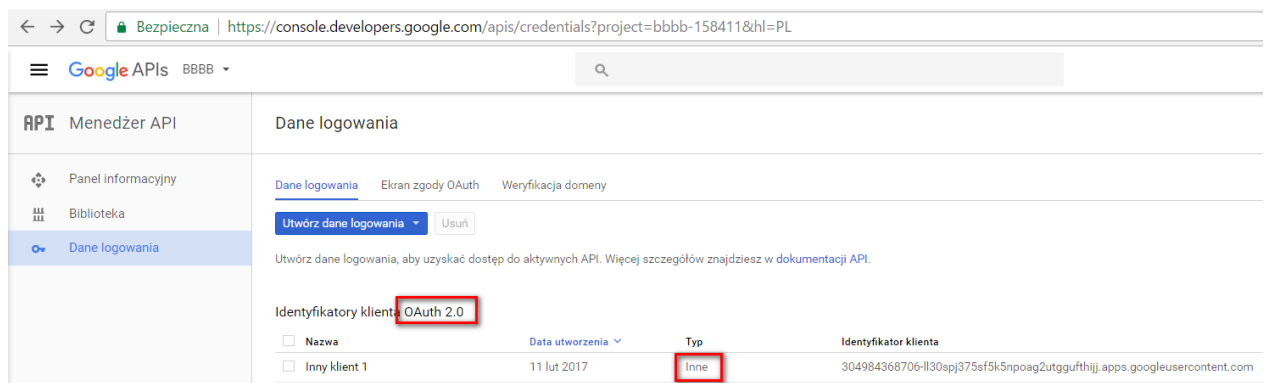 Bezpieczna | https://console.developers.google.com/apis/credentials?project=bbbb-158411&hl=PL
Google APIs BBBB
API Menedżer API
Dane logowania
Panel informacyjny
Biblioteka
Dane logowania
Dane logowania Ekran zgody OAuth Weryfikacja domeny
Utwórz dane logowania Usuń
Utwórz dane logowania, aby uzyskać dostęp do aktywnych API. Więcej szczegółów znajdziesz w dokumentacji API.
Identyfikatory klienta OAuth 2.0
Nazwa Data utworzenia Typ Identyfikator klienta
Inny klient 1 11 lut 2017 Inne 304984368706-ll30spj375sf5k5npoag2utggufthijj.apps.googleusercontent.com